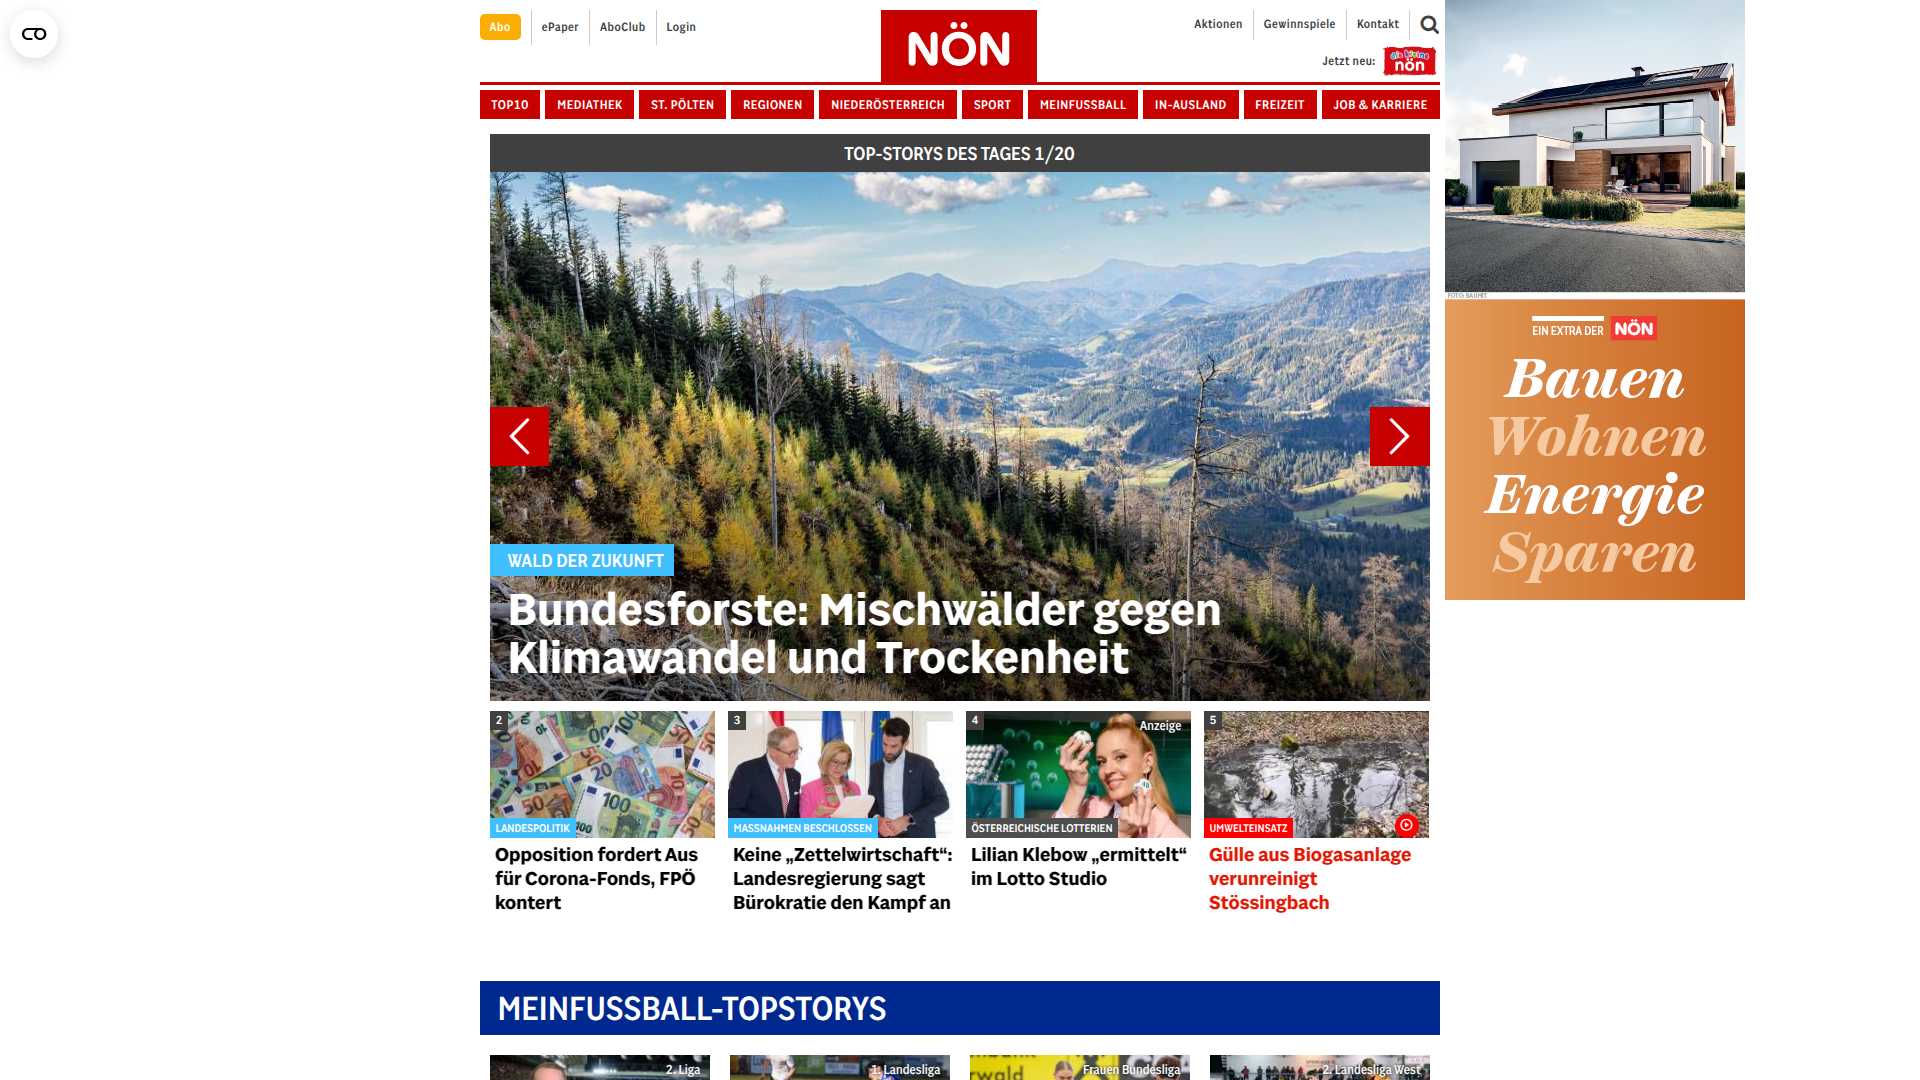 Abo
ePaper
AboClub
Login
NÖN
Aktionen
Gewinnspiele
Kontakt
Jetzt neu:
die kleine
nön
TOP10
MEDIATHEK
ST. PÖLTEN
REGIONEN
NIEDERÖSTERREICH
SPORT
MEINFUSSBALL
IN-AUSLAND
FREIZEIT
JOB & KARRIERE
TOP-STORYS DES TAGES 1/20
WALD DER ZUKUNFT
Bundesforste: Mischwälder gegen
Klimawandel und Trockenheit
FOTO: BAUMIT
EIN EXTRA DER NÖN
Bauen
Wohnen
Energie
Sparen
2
LANDESPOLITIK
Opposition fordert Aus
für Corona-Fonds, FPÖ
kontert
3
MASSNAHMEN BESCHLOSSEN
Keine „Zettelwirtschaft“:
Landesregierung sagt
Bürokratie den Kampf an
4
Anzeige
ÖSTERREICHISCHE LOTTERIEN
Lilian Klebow „ermittelt“
im Lotto Studio
5
UMWELTEINSATZ
Gülle aus Biogasanlage
verunreinigt
Stössingbach
MEINFUSSBALL-TOPSTORYS
2. Liga
1. Landesliga
Frauen Bundesliga
2. Landesliga West